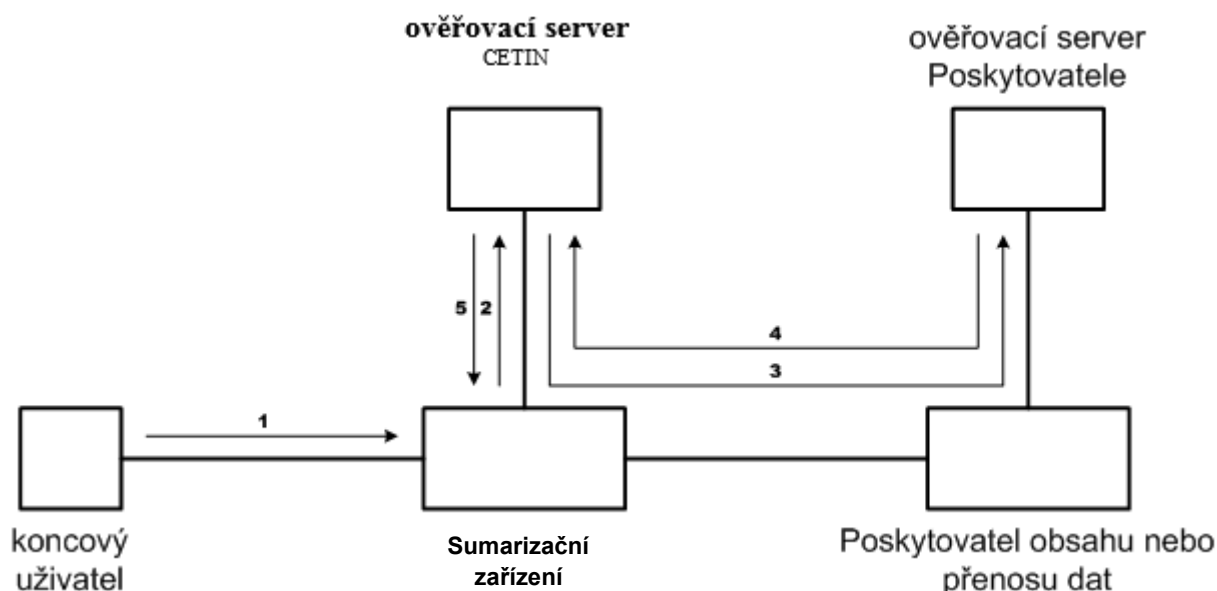 ověřovací server
CETIN
ověřovací server
Poskytovatele
5
2
4
3
1
koncový
uživatel
Sumarizační
zařízení
Poskytovatel obsahu nebo
přenosu dat